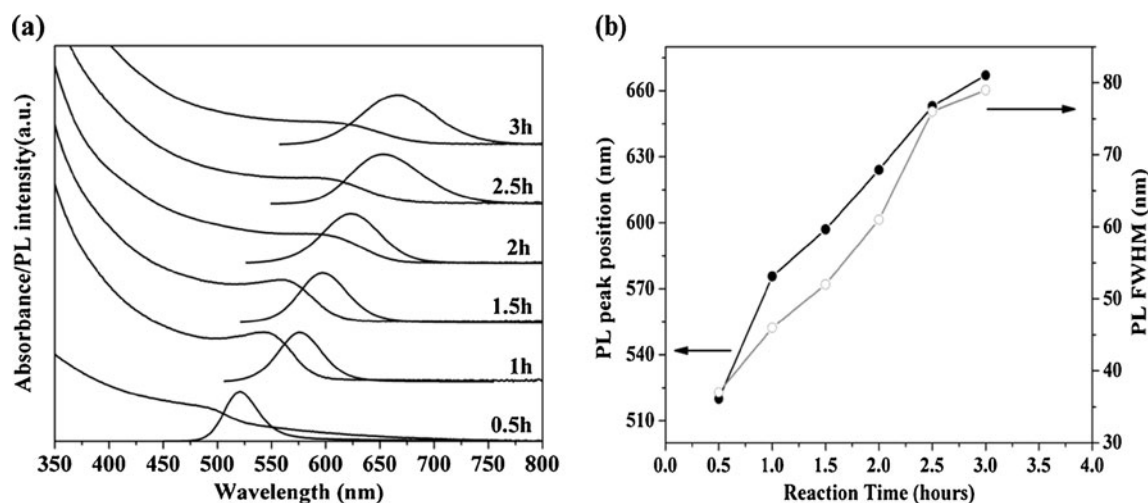 (a)
Absorbance/PL intensity(a.u.)
3h
2.5h
2h
1.5h
1h
0.5h
350 400 450 500 550 600 650 700 750 800
Wavelength (nm)
(b)
PL peak position (nm)
660
630
600
570
540
510
80
70
60
50
40
30
PL FWHM (nm)
0.0 0.5 1.0 1.5 2.0 2.5 3.0 3.5 4.0
Reaction Time (hours)